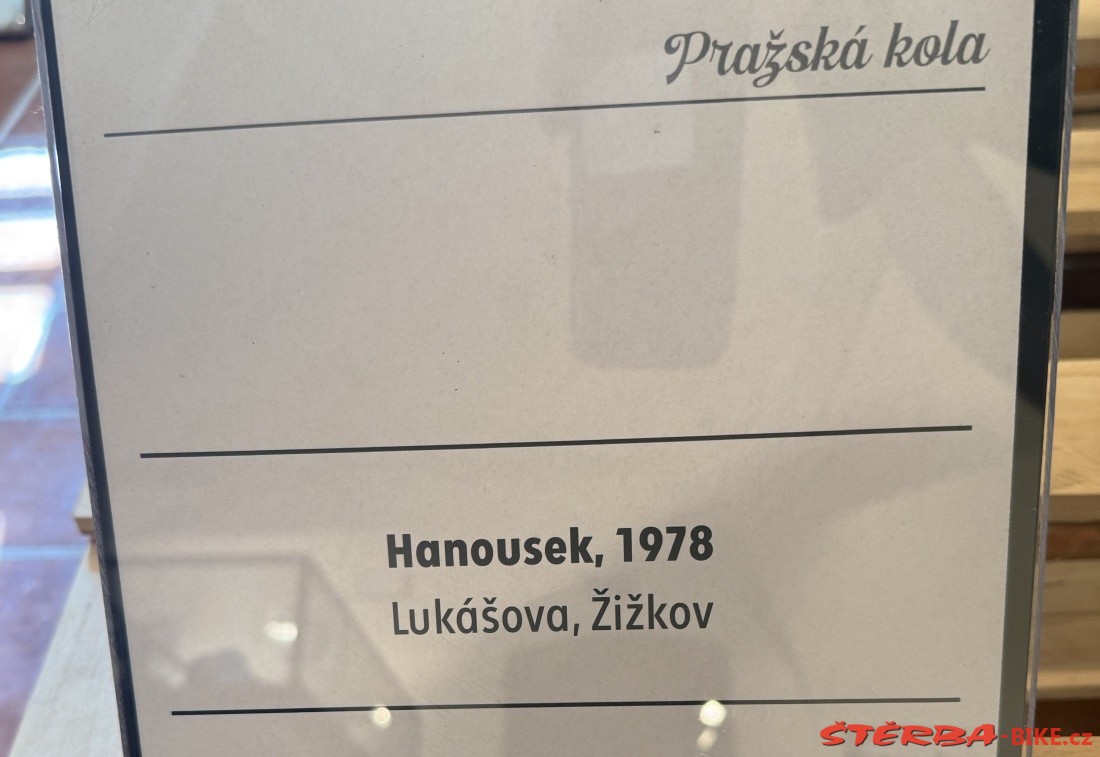 Pražská kola
Hanousek, 1978
Lukášova, Žižkov
ŠTĚRBA-BIKE.cz